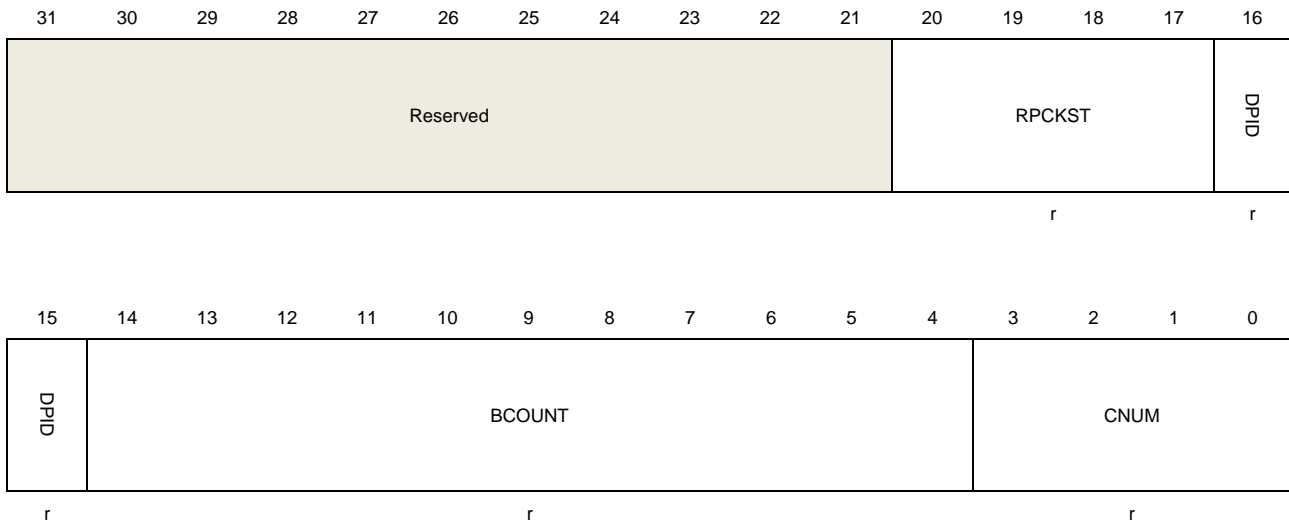 31 30 29 28 27 26 25 24 23 22 21 20 19 18 17 16
Reserved RPCKST DPID
r r
15 14 13 12 11 10 9 8 7 6 5 4 3 2 1 0
DPID BCOUNT CNUM
r r r